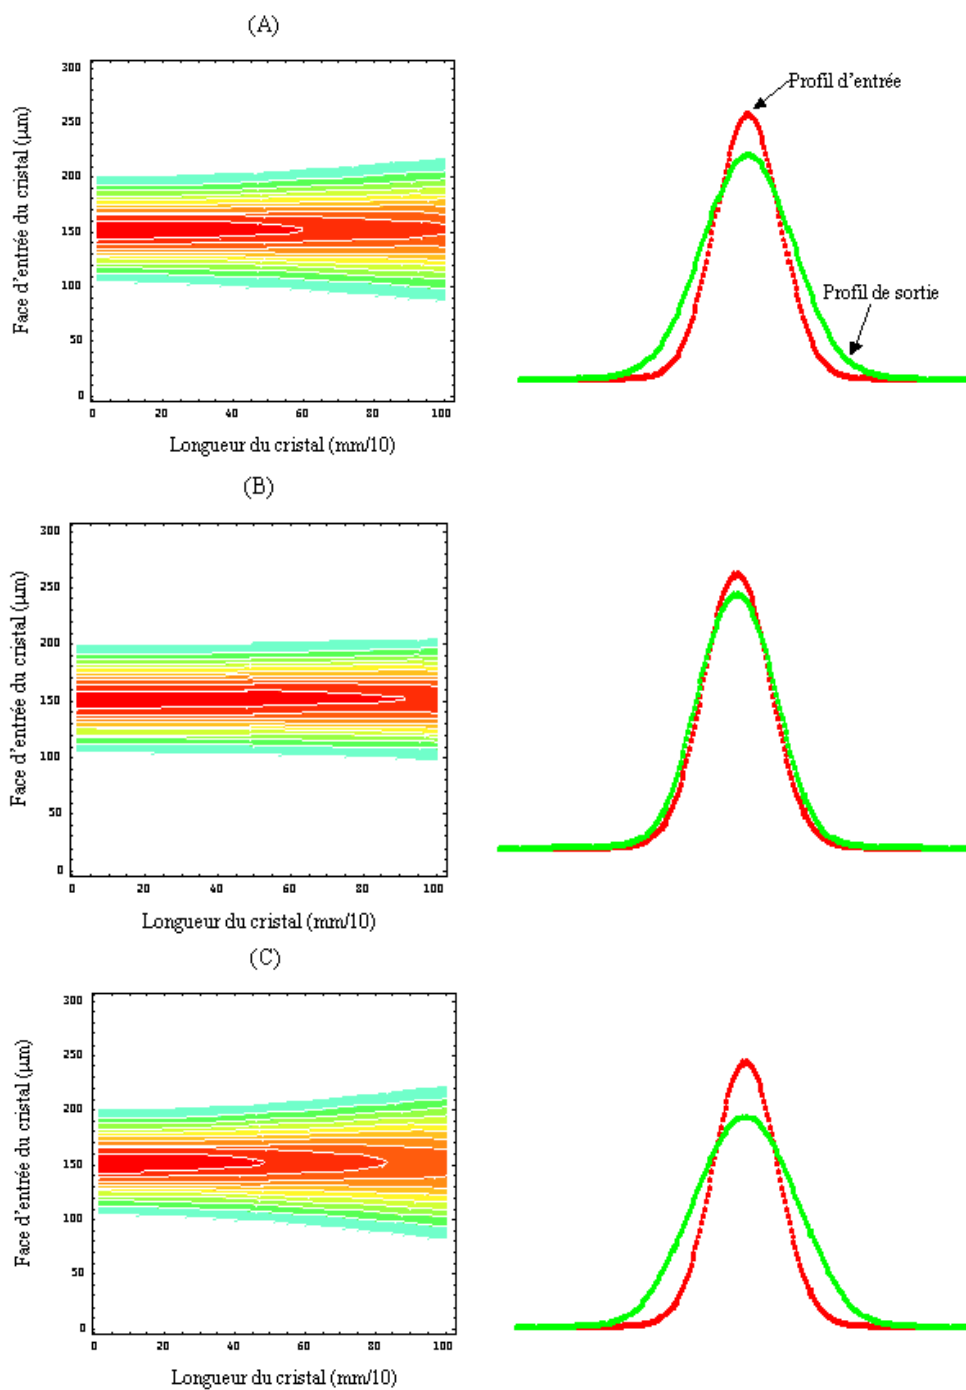 (A)
300
250
200
150
100
50
0
Face d'entrée du cristal (µm)
0 20 40 60 80 100
Longueur du cristal (mm/10)
Profil d'entrée
Profil de sortie
(B)
300
250
200
150
100
50
0
Face d'entrée du cristal (µm)
0 20 40 60 80 100
Longueur du cristal (mm/10)
(C)
300
250
200
150
100
50
0
Face d'entrée du cristal (µm)
0 20 40 60 80 100
Longueur du cristal (mm/10)